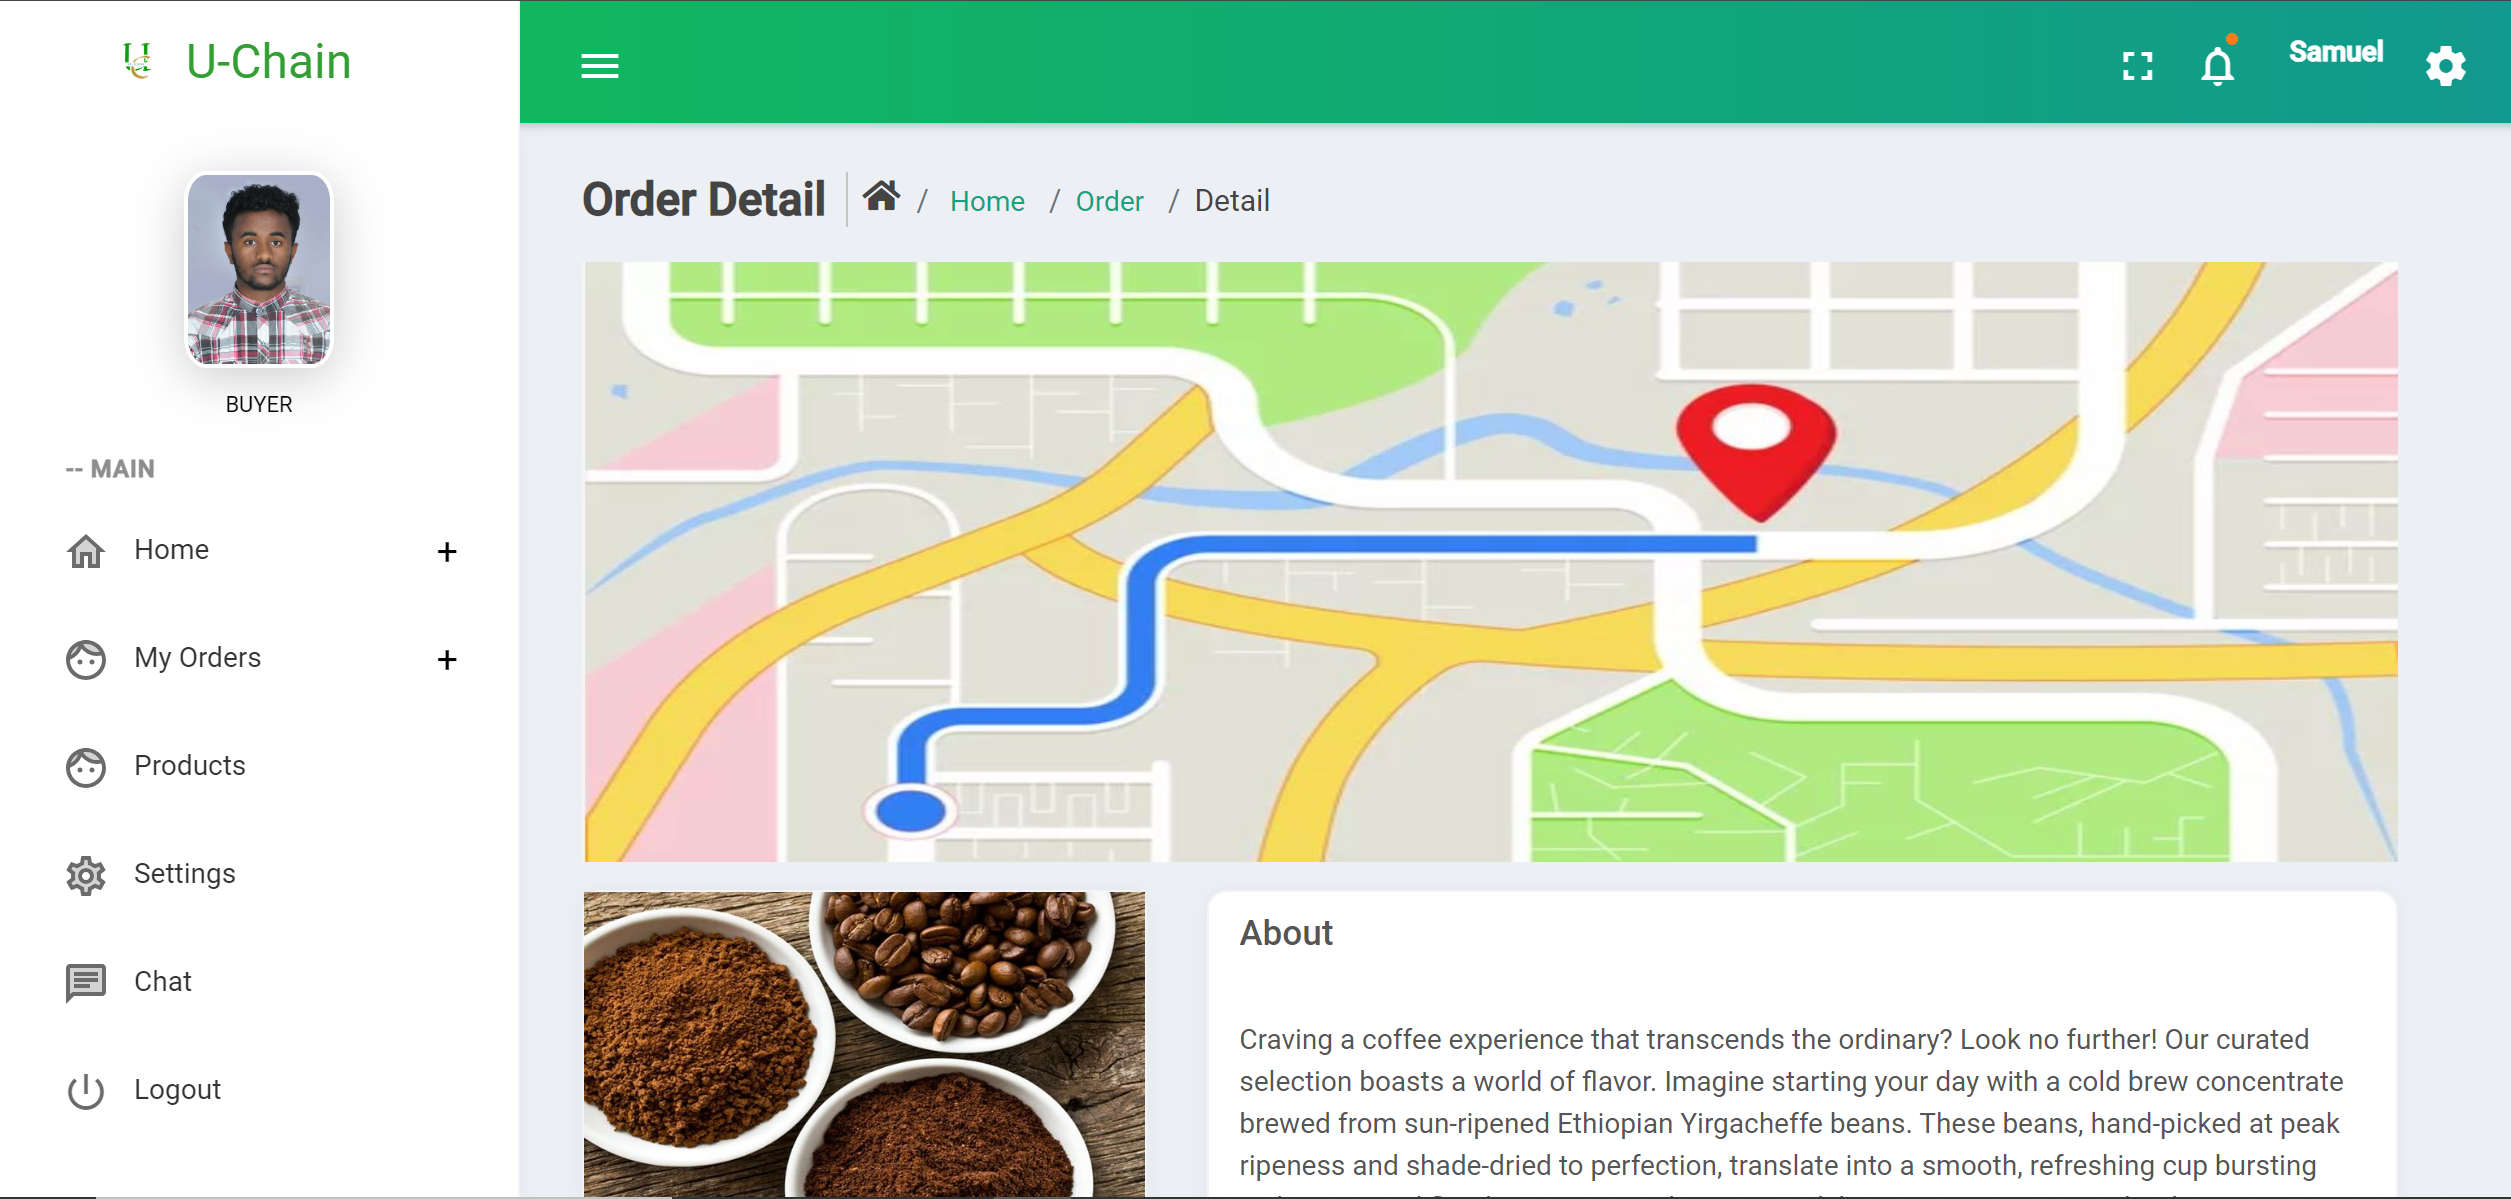 U-Chain
Samuel
Order Detail / Home / Order / Detail
BUYER
-- MAIN
Home +
My Orders +
Products
Settings
Chat
Logout
About
Craving a coffee experience that transcends the ordinary? Look no further! Our curated
selection boasts a world of flavor. Imagine starting your day with a cold brew concentrate
brewed from sun-ripened Ethiopian Yirgacheffe beans. These beans, hand-picked at peak
ripeness and shade-dried to perfection, translate into a smooth, refreshing cup bursting